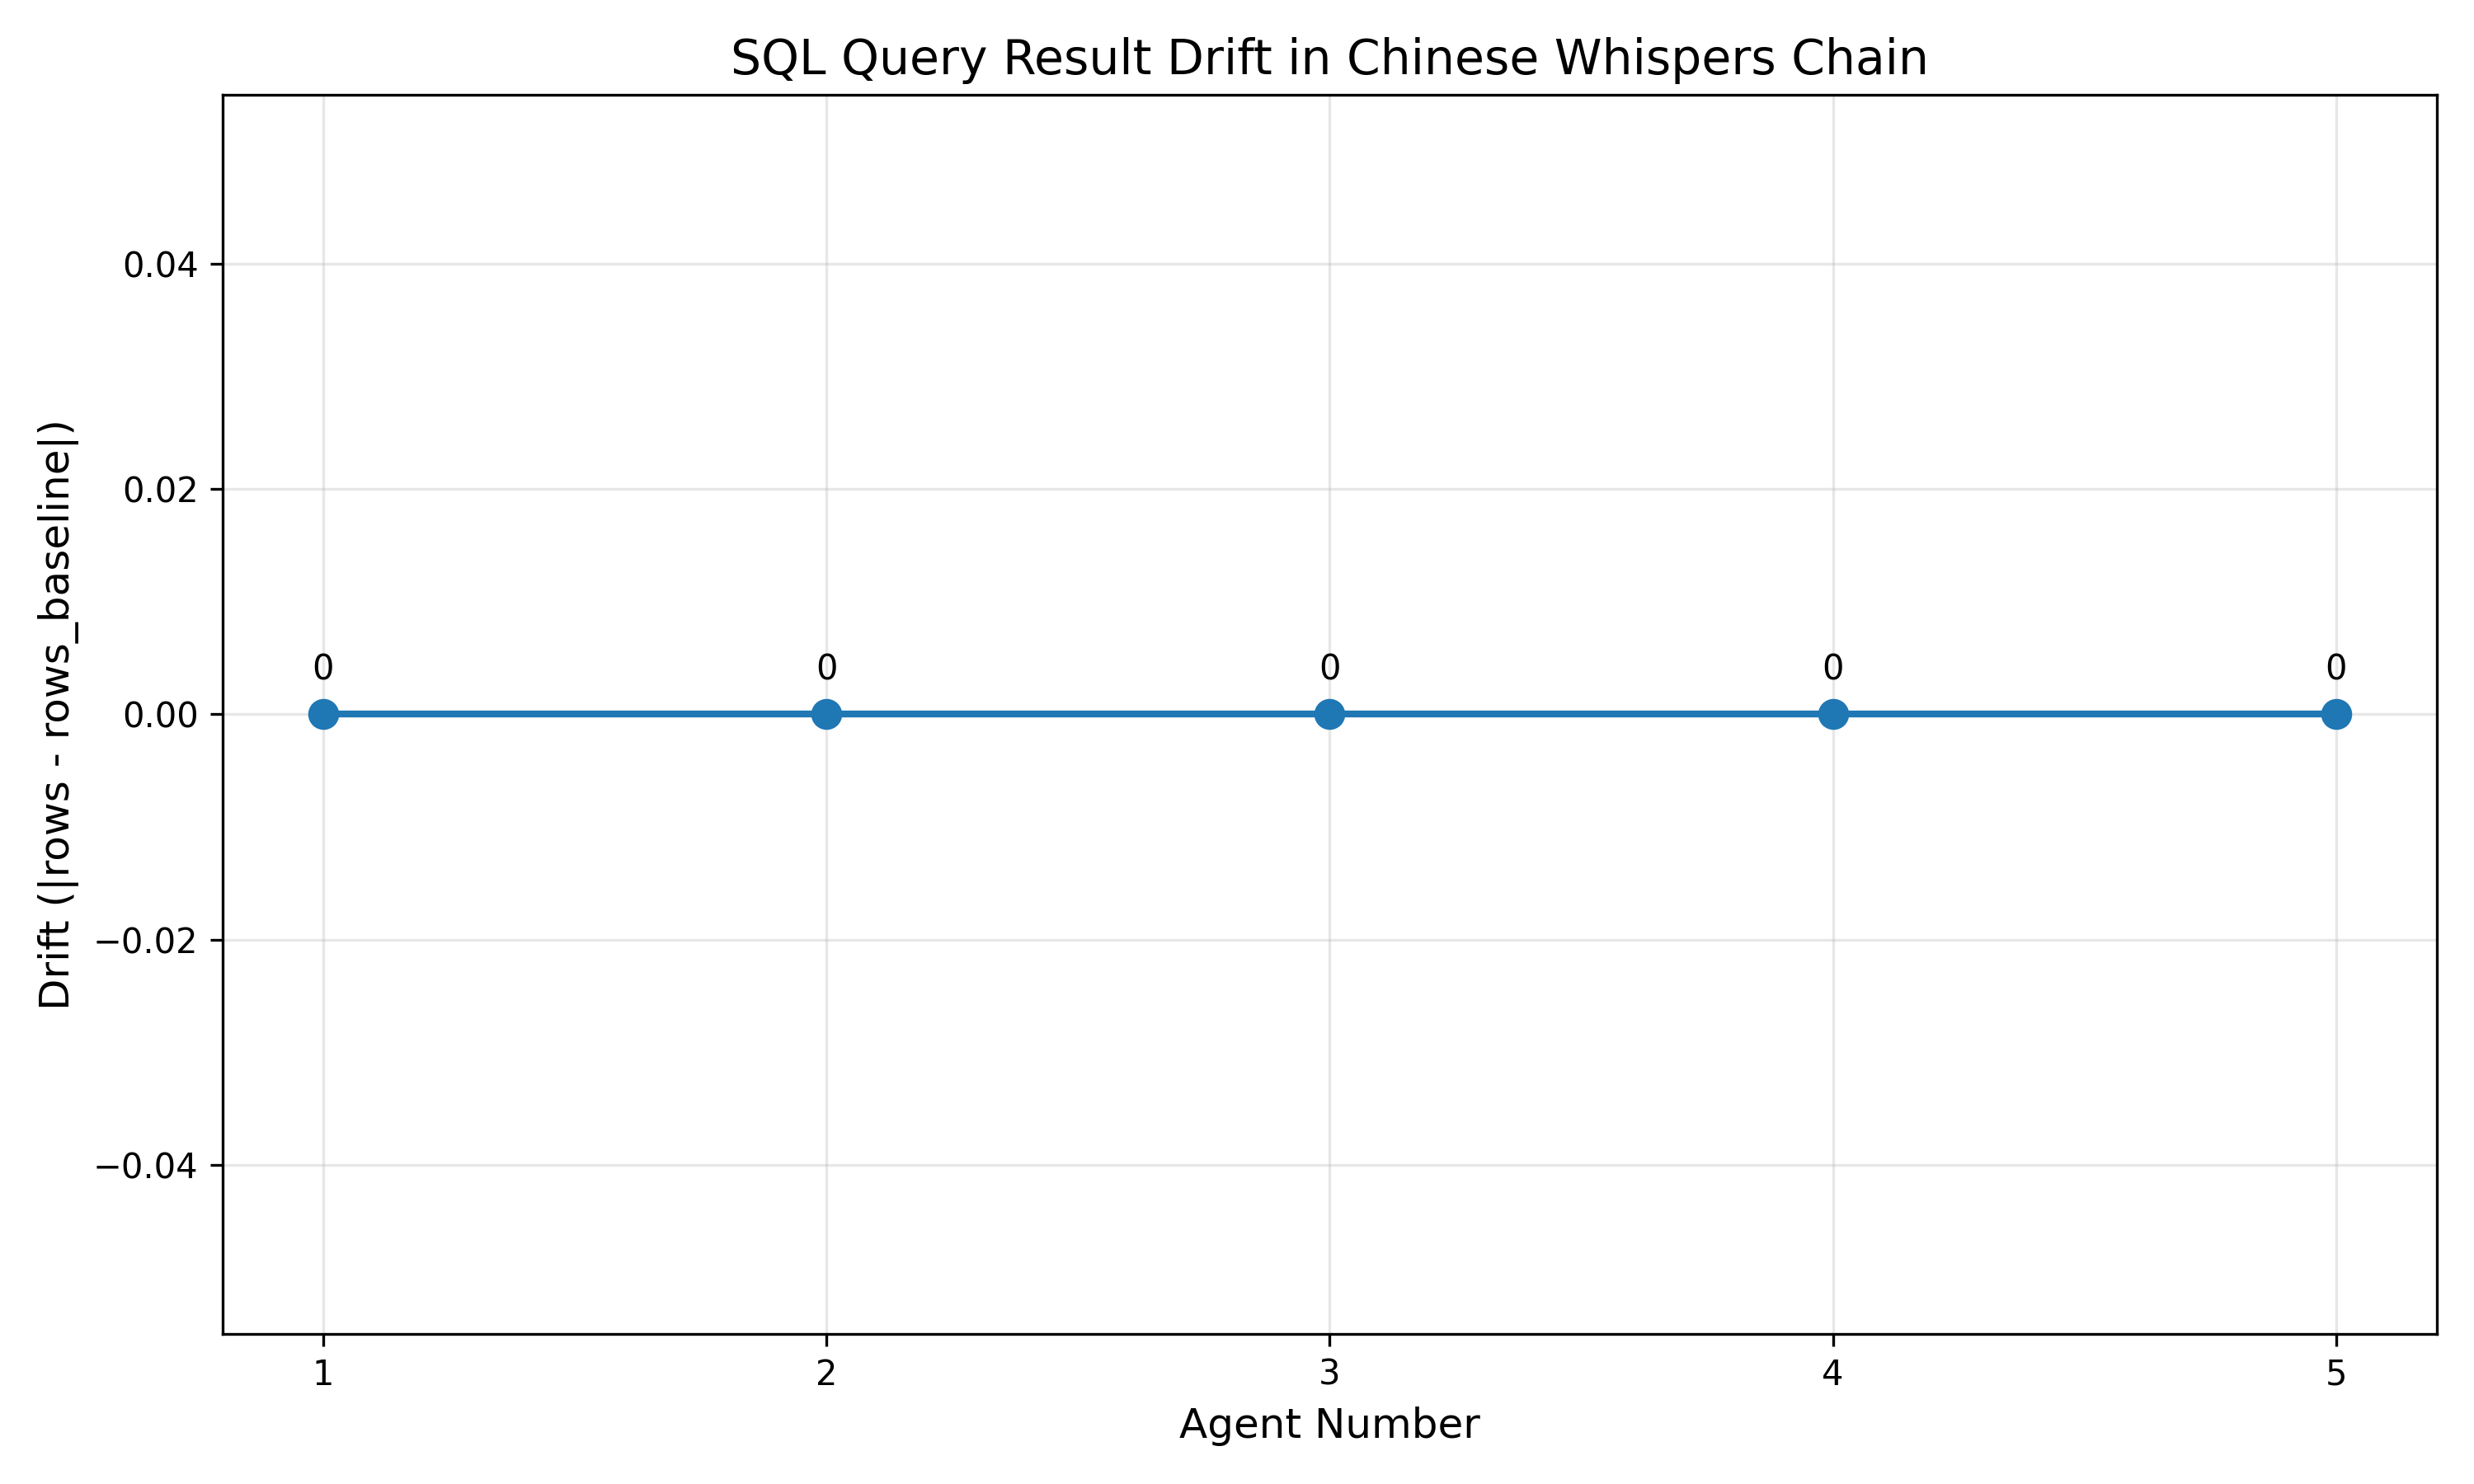 SQL Query Result Drift in Chinese Whispers Chain
Drift (|rows - rows_baseline|)
0.04
0.02
0.00
−0.02
−0.04
0 0 0 0 0
1 2 3 4 5
Agent Number